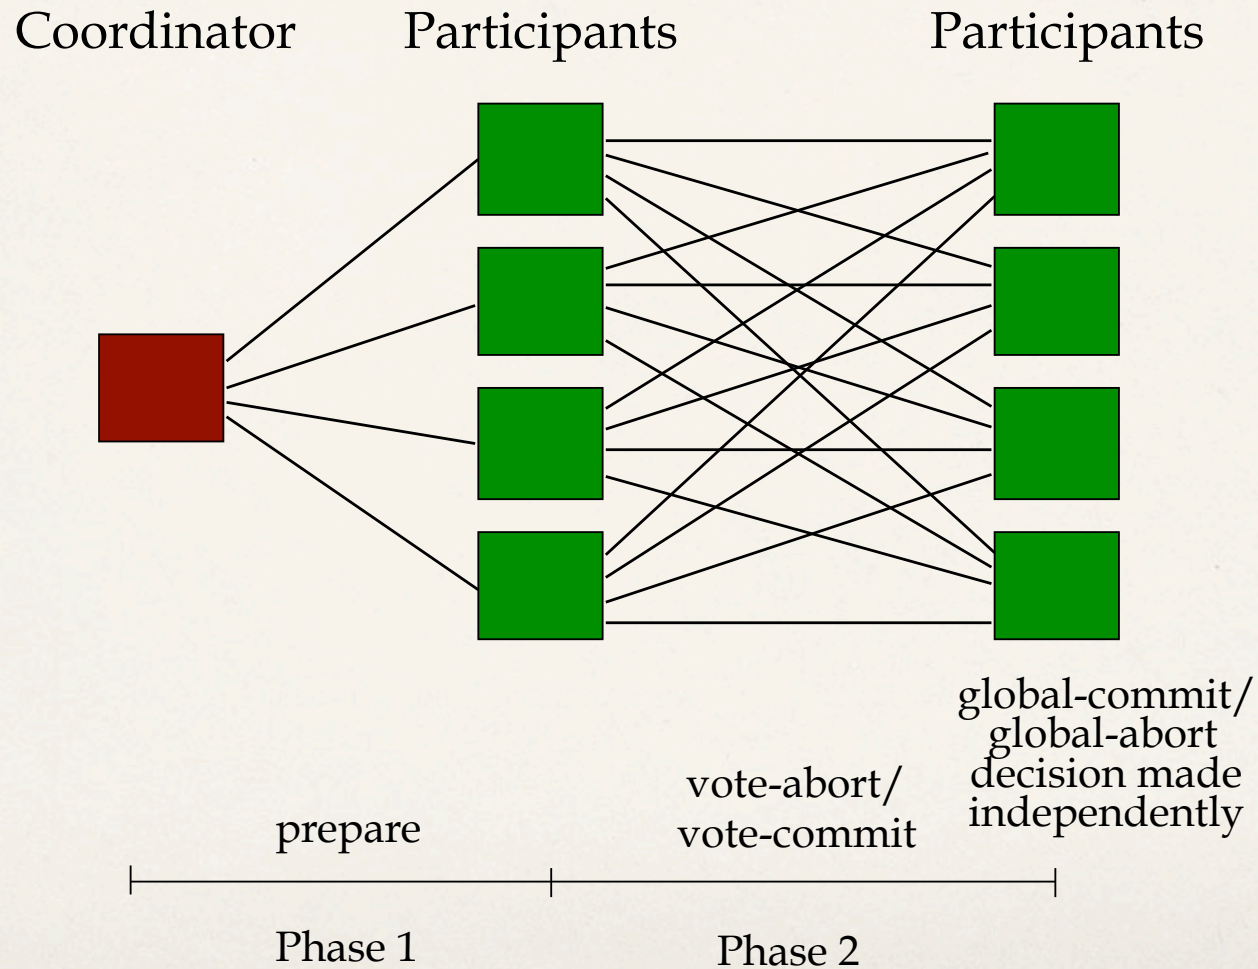 Coordinator
Participants
Participants
global-commit/
global-abort
decision made
independently
vote-abort/
vote-commit
prepare
Phase 1
Phase 2